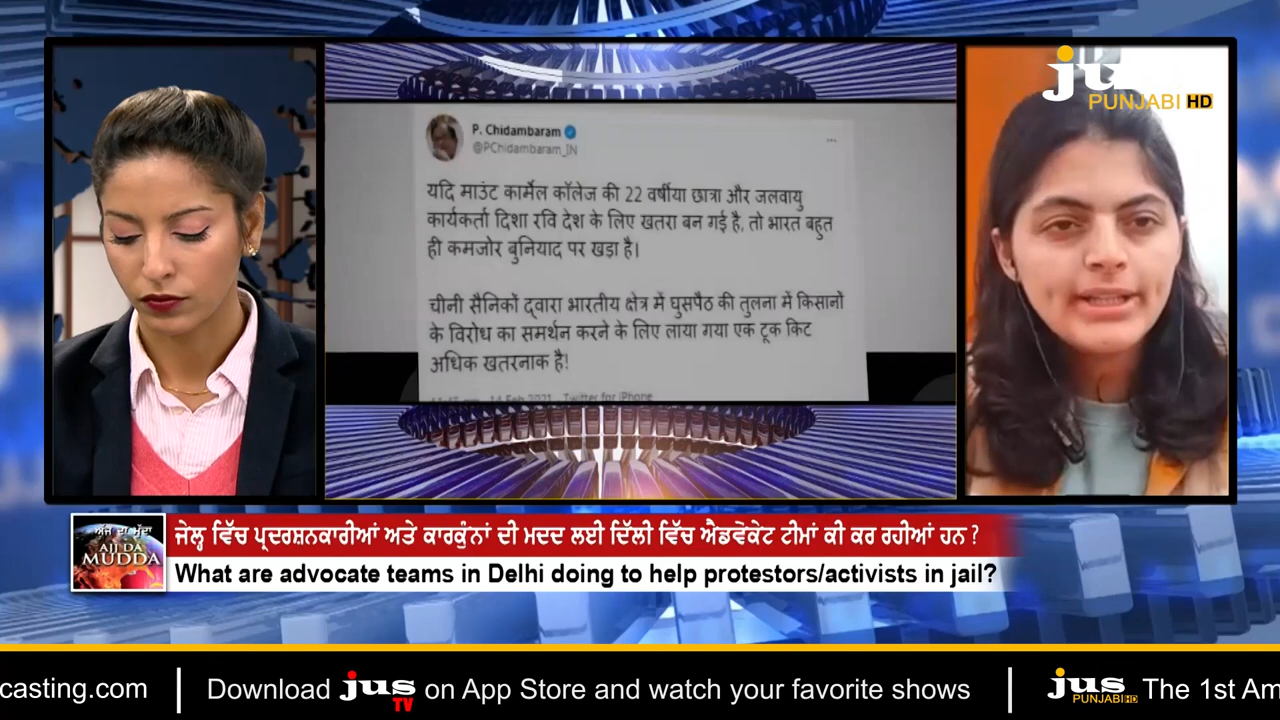 jus
PUNJABI HD
P. Chidambaram
@PChidambaram_IN
यदि माउंट कार्मेल कॉलेज की 22 वर्षीया छात्रा और जलवायु
कार्यकर्ता दिशा रवि देश के लिए खतरा बन गई है, तो भारत बहुत
ही कमजोर बुनियाद पर खडा है।
चीनी सैनिकों द्वारा भारतीय क्षेत्र में घुसपैठ की तुलना में किसानों
के विरोध का समर्थन करने के लिए लाया गया एक टूक किट
अधिक खतरनाक है!
14 Feb 2021 Twitter for iPhone
ਅੱਜ ਦਾ ਮੁੱਦਾ
AJJ DA
MUDDA
ਜੇਲ੍ਹ ਵਿੱਚ ਪ੍ਰਦਰਸ਼ਨਕਾਰੀਆਂ ਅਤੇ ਕਾਰਕੁੰਨਾਂ ਦੀ ਮਦਦ ਲਈ ਦਿੱਲੀ ਵਿੱਚ ਐਡਵੋਕੇਟ ਟੀਮਾਂ ਕੀ ਕਰ ਰਹੀਆਂ ਹਨ ?
What are advocate teams in Delhi doing to help protestors/activists in jail?
casting.com | Download jus TV on App Store and watch your favorite shows | jus PUNJABI HD The 1st Am